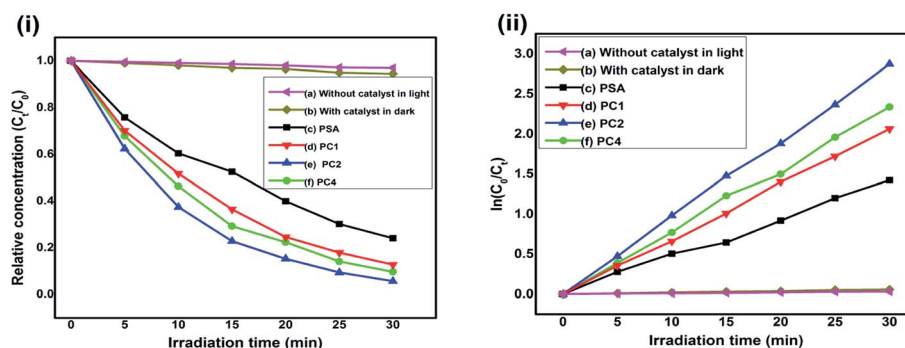 (i)
Relative concentration (Ct/C0)
1.0
0.8
0.6
0.4
0.2
0.0
(a) Without catalyst in light
(b) With catalyst in dark
(c) PSA
(d) PC1
(e) PC2
(f) PC4
0 5 10 15 20 25 30
Irradiation time (min)
(ii)
ln(C0/Ct)
3.0
2.5
2.0
1.5
1.0
0.5
0.0
(a) Without catalyst in light
(b) With catalyst in dark
(c) PSA
(d) PC1
(e) PC2
(f) PC4
0 5 10 15 20 25 30
Irradiation time (min)